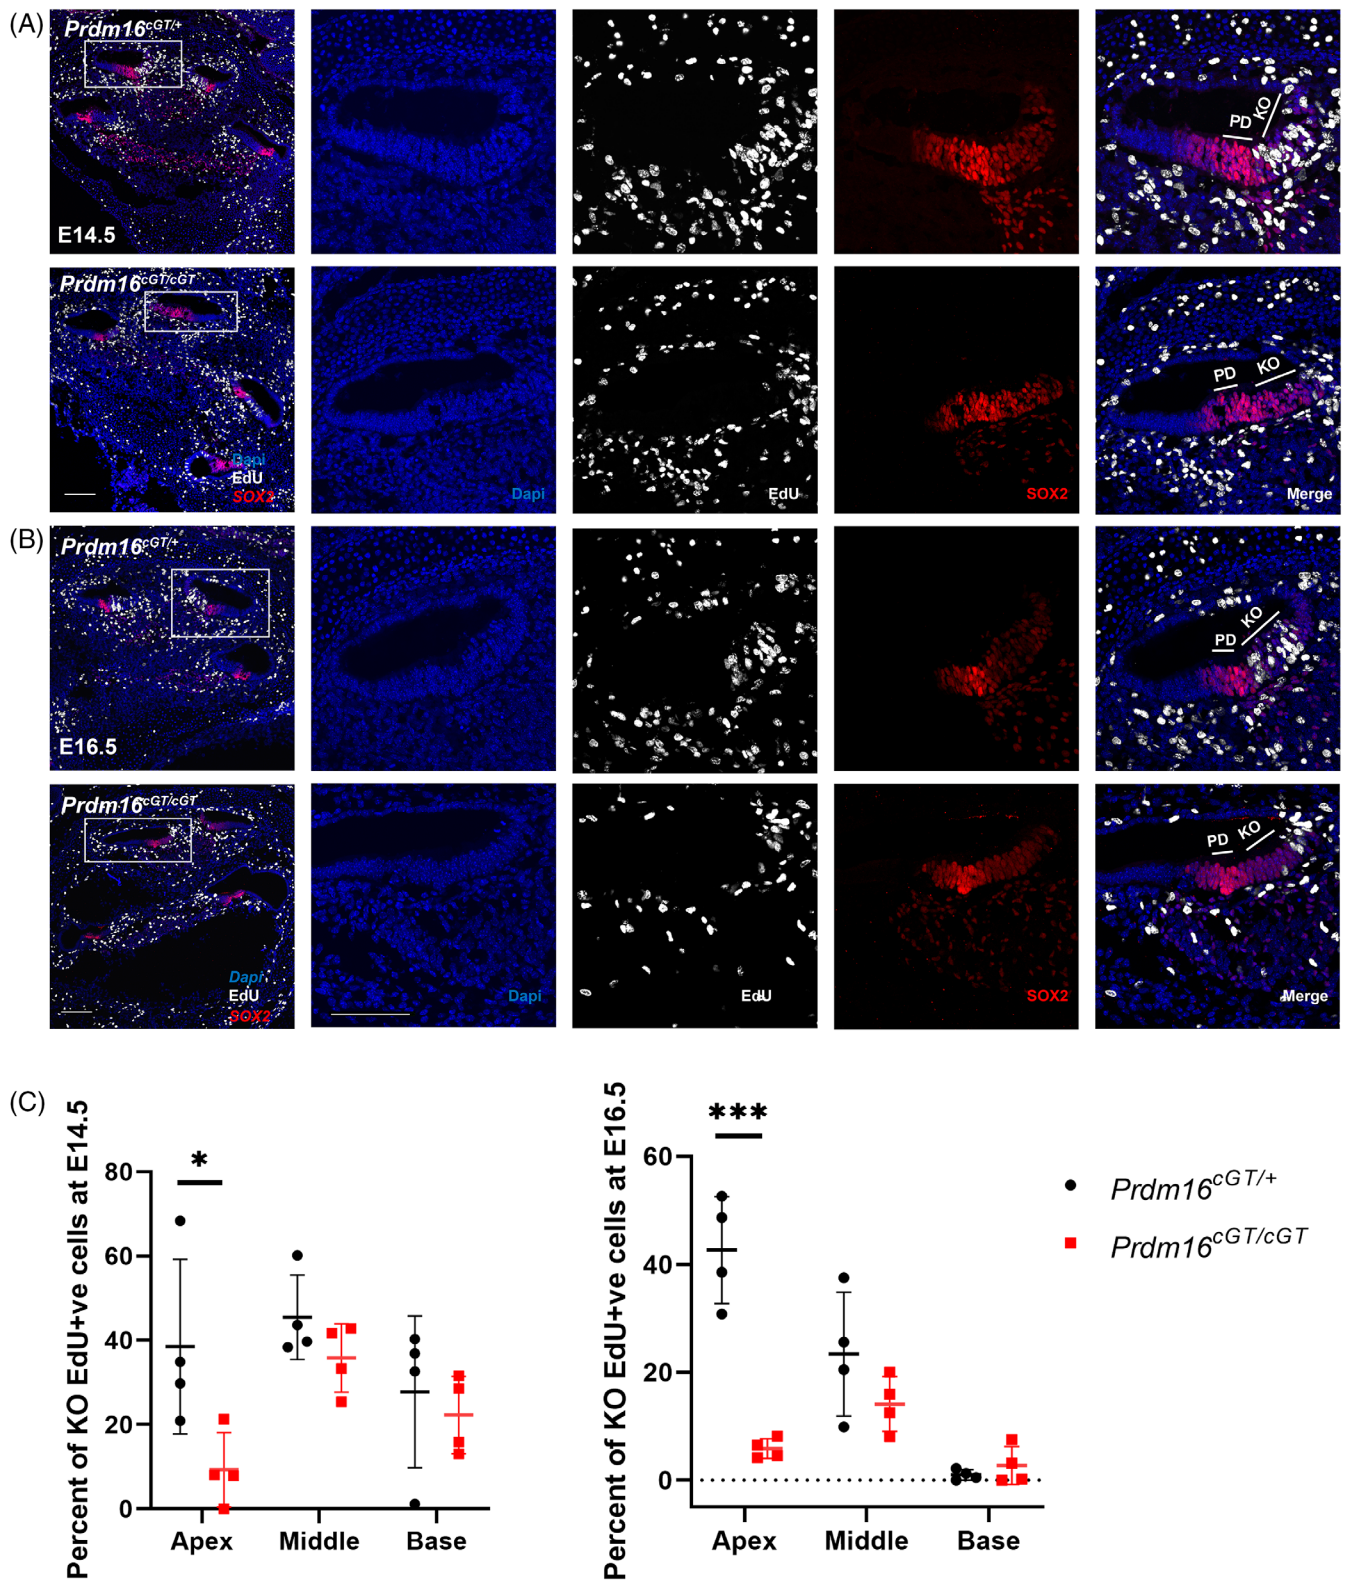 (A)
Prdm16cGT/+
PD
KO
E14.5
Prdm16cGT/cGT
PD
KO
Dapi
EdU
SOX2
Dapi
EdU
SOX2
Merge
(B)
Prdm16cGT/+
PD
KO
E16.5
Prdm16cGT/cGT
PD
KO
Dapi
EdU
SOX2
Dapi
EdU
SOX2
Merge
(C)
Percent of KO EdU+ve cells at E14.5
80
60
40
20
0
*
Apex Middle Base
Percent of KO EdU+ve cells at E16.5
60
40
20
0
***
Apex Middle Base
Prdm16cGT/+
Prdm16cGT/cGT